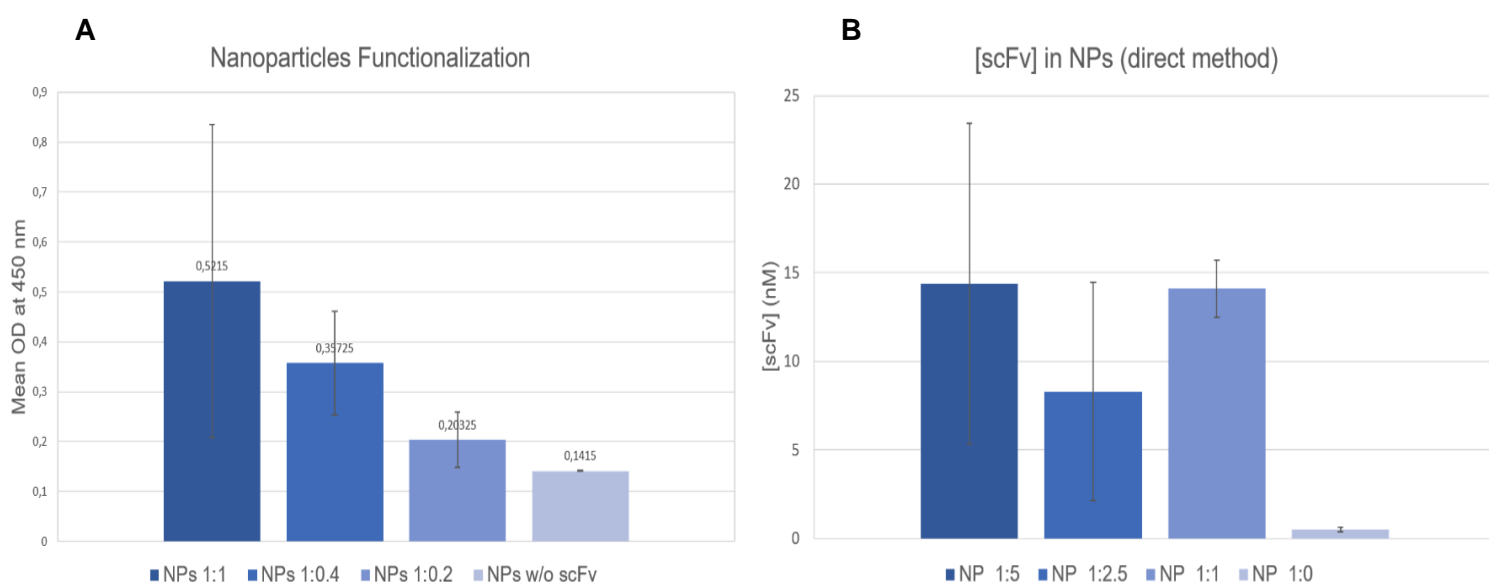 A
Nanoparticles Functionalization
Mean OD at 450 nm
0,9
0,8
0,7
0,6
0,5
0,4
0,3
0,2
0,1
0
0,5215
0,35725
0,20325
0,1415
NPs 1:1 NPs 1:0.4 NPs 1:0.2 NPs w/o scFv
B
[scFv] in NPs (direct method)
[scFv] (nM)
25
20
15
10
5
0
NP 1:5 NP 1:2.5 NP 1:1 NP 1:0